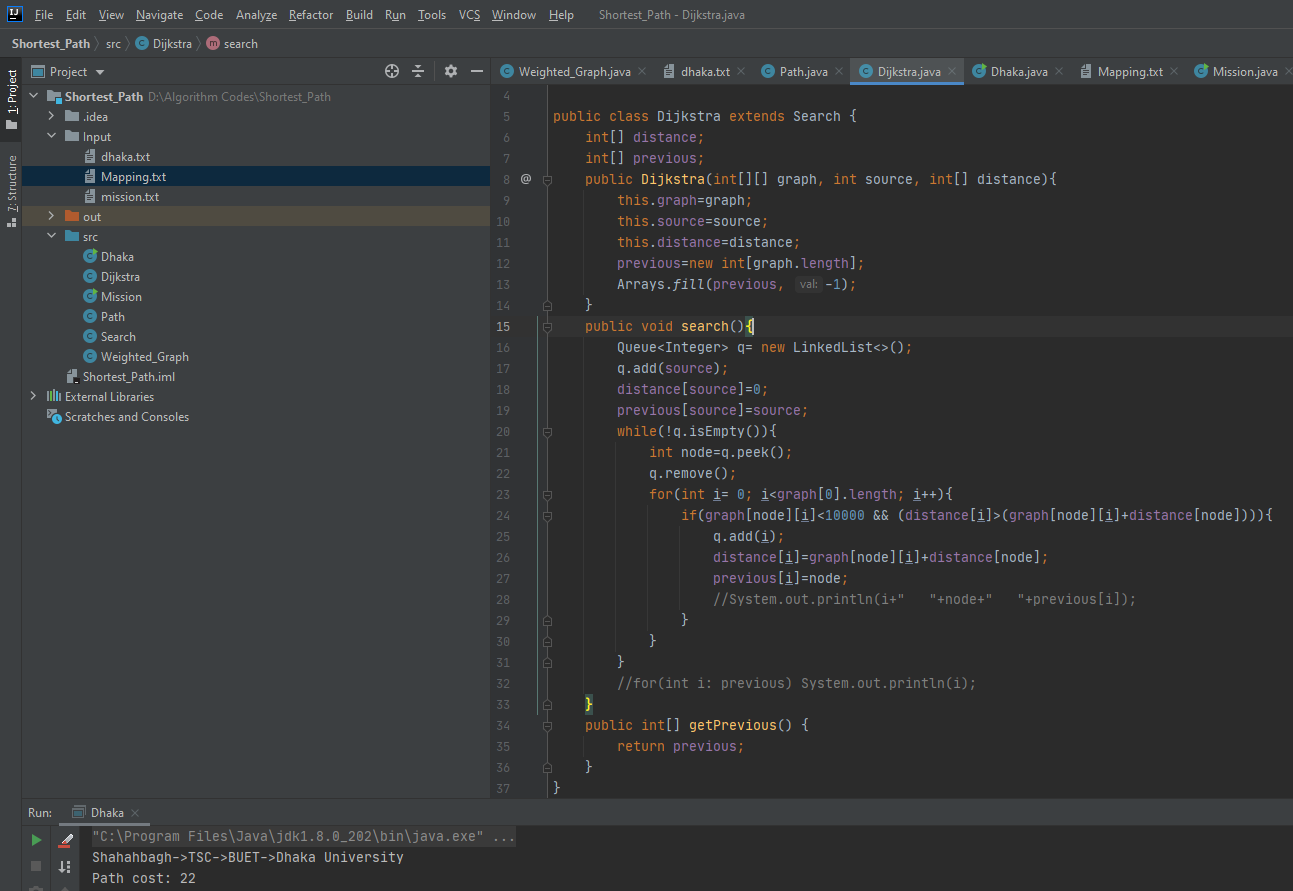 File Edit View Navigate Code Analyze Refactor Build Run Tools VCS Window Help Shortest_Path - Dijkstra.java
Shortest_Path src Dijkstra search
Project
Weighted_Graph.java dhaka.txt Path.java Dijkstra.java Dhaka.java Mapping.txt Mission.java
1: Project
7: Structure
Shortest_Path D:\Algorithm Codes\Shortest_Path
.idea
Input
dhaka.txt
Mapping.txt
mission.txt
out
src
Dhaka
Dijkstra
Mission
Path
Search
Weighted_Graph
Shortest_Path.iml
External Libraries
Scratches and Consoles
4
5 public class Dijkstra extends Search {
6 int[] distance;
7 int[] previous;
8 @ public Dijkstra(int[][] graph, int source, int[] distance){
9 this.graph=graph;
10 this.source=source;
11 this.distance=distance;
12 previous=new int[graph.length];
13 Arrays.fill(previous, val: -1);
14 }
15 public void search(){
16 Queue<Integer> q= new LinkedList<>();
17 q.add(source);
18 distance[source]=0;
19 previous[source]=source;
20 while(!q.isEmpty()){
21 int node=q.peek();
22 q.remove();
23 for(int i= 0; i<graph[0].length; i++){
24 if(graph[node][i]<10000 && (distance[i]>(graph[node][i]+distance[node]))){
25 q.add(i);
26 distance[i]=graph[node][i]+distance[node];
27 previous[i]=node;
28 //System.out.println(i+"   "+node+"   "+previous[i]);
29 }
30 }
31 }
32 //for(int i: previous) System.out.println(i);
33 }
34 public int[] getPrevious() {
35 return previous;
36 }
37 }
Run: Dhaka
"C:\Program Files\Java\jdk1.8.0_202\bin\java.exe" ...
Shahahbagh->TSC->BUET->Dhaka University
Path cost: 22